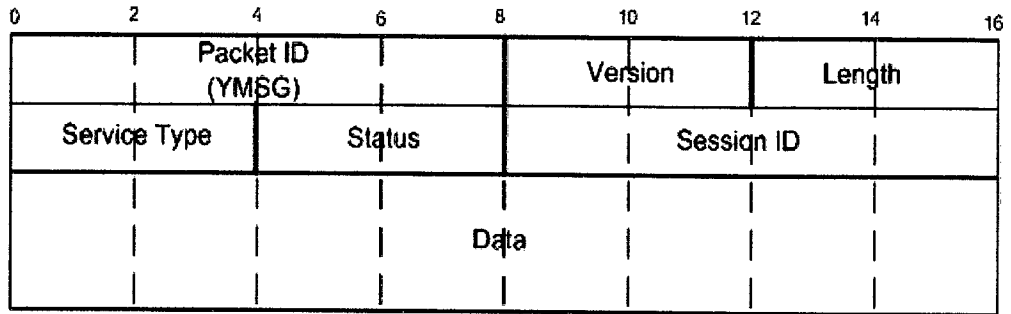 0 2 4 6 8 10 12 14 16
Packet ID
(YMSG)
Version
Length
Service Type
Status
Session ID
Data